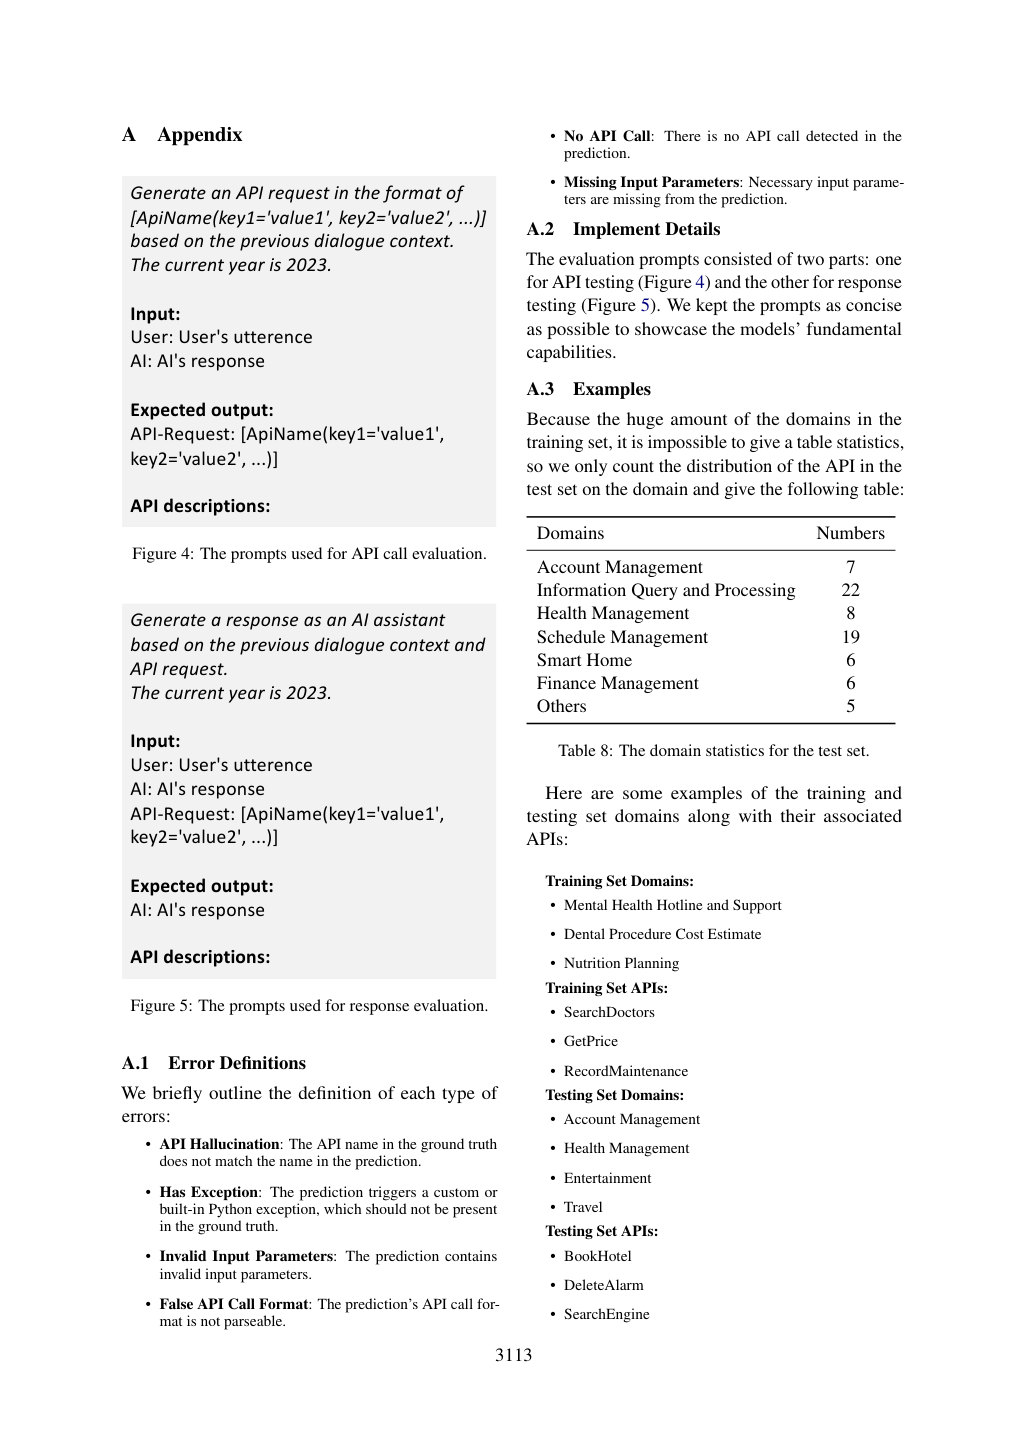 A Appendix
Generate an API request in the format of
[ApiName(key1='value1', key2='value2', ...)]
based on the previous dialogue context.
The current year is 2023.
Input:
User: User's utterence
AI: AI's response
Expected output:
API-Request: [ApiName(key1='value1',
key2='value2', ...)]
API descriptions:
Figure 4: The prompts used for API call evaluation.
Generate a response as an AI assistant
based on the previous dialogue context and
API request.
The current year is 2023.
Input:
User: User's utterence
AI: AI's response
API-Request: [ApiName(key1='value1',
key2='value2', ...)]
Expected output:
AI: AI's response
API descriptions:
Figure 5: The prompts used for response evaluation.
A.1 Error Definitions
We briefly outline the definition of each type of
errors:
• API Hallucination: The API name in the ground truth
does not match the name in the prediction.
• Has Exception: The prediction triggers a custom or
built-in Python exception, which should not be present
in the ground truth.
• Invalid Input Parameters: The prediction contains
invalid input parameters.
• False API Call Format: The prediction's API call for-
mat is not parseable.
• No API Call: There is no API call detected in the
prediction.
• Missing Input Parameters: Necessary input parame-
ters are missing from the prediction.
A.2 Implement Details
The evaluation prompts consisted of two parts: one
for API testing (Figure 4) and the other for response
testing (Figure 5). We kept the prompts as concise
as possible to showcase the models' fundamental
capabilities.
A.3 Examples
Because the huge amount of the domains in the
training set, it is impossible to give a table statistics,
so we only count the distribution of the API in the
test set on the domain and give the following table:
Domains Numbers
Account Management 7
Information Query and Processing 22
Health Management 8
Schedule Management 19
Smart Home 6
Finance Management 6
Others 5
Table 8: The domain statistics for the test set.
Here are some examples of the training and
testing set domains along with their associated
APIs:
Training Set Domains:
• Mental Health Hotline and Support
• Dental Procedure Cost Estimate
• Nutrition Planning
Training Set APIs:
• SearchDoctors
• GetPrice
• RecordMaintenance
Testing Set Domains:
• Account Management
• Health Management
• Entertainment
• Travel
Testing Set APIs:
• BookHotel
• DeleteAlarm
• SearchEngine
3113